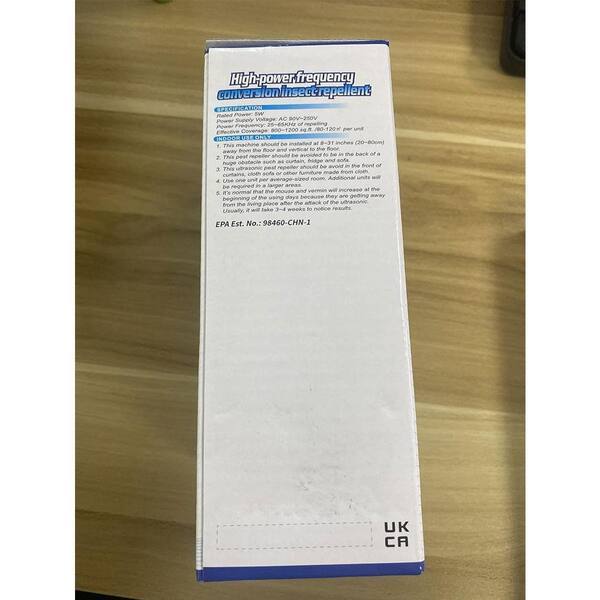 High-power frequency
conversion insect repellent
SPECIFICATION
Rated Power: 5W
Power Supply Voltage: AC 90V~250V
Power Frequency: 25~65KHz of repelling
Effective Coverage: 800~1200 sq.ft. /80-120㎡ per unit
INDOOR USE ONLY
1. This machine should be installed at 8~31 inches (20~80cm)
away from the floor and vertical to the floor.
2. This pest repeller should be avoided to be in the back of a
huge obstacle such as curtain, fridge and sofa.
3. This ultrasonic pest repeller should be avoid in the front of
curtains, cloth sofa or other furniture made from cloth.
4. Use one unit per average-sized room. Additional units will
be required in a larger areas.
5. It's normal that the mouse and vermin will increase at the
beginning of the using days because they are getting away
from the living place after the attack of the ultrasonic.
Usually, it will take 3~4 weeks to notice results.
EPA Est. No.: 98460-CHN-1
UK
CA